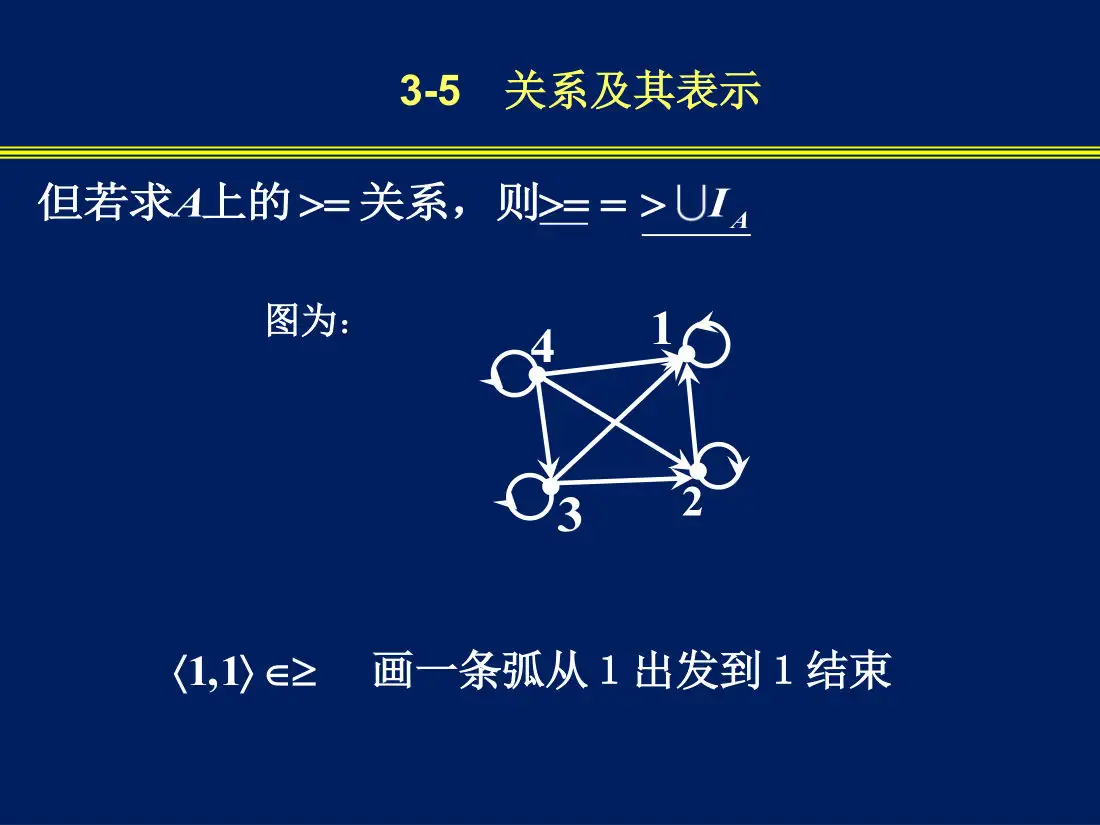 3-5 关系及其表示
但若求A上的 >= 关系，则>= = > ∪I_A
图为：
4
1
3
2
⟨1,1⟩ ∈≥ 画一条弧从 1 出发到 1 结束